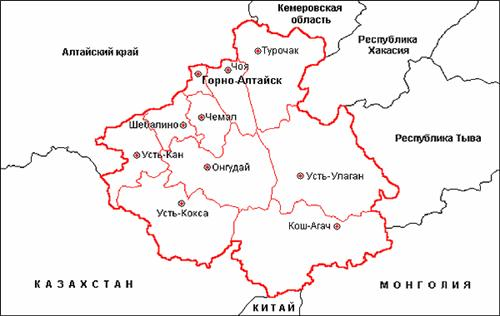 Кемеровская
область
Республика
Хакасия
Алтайский край
Турочак
Чоя
Горно-Алтайск
Чемал
Шебалино
Республика Тыва
Усть-Кан
Онгудай
Усть-Улаган
Усть-Кокса
Кош-Агач
КАЗАХСТАН
МОНГОЛИЯ
КИТАЙ